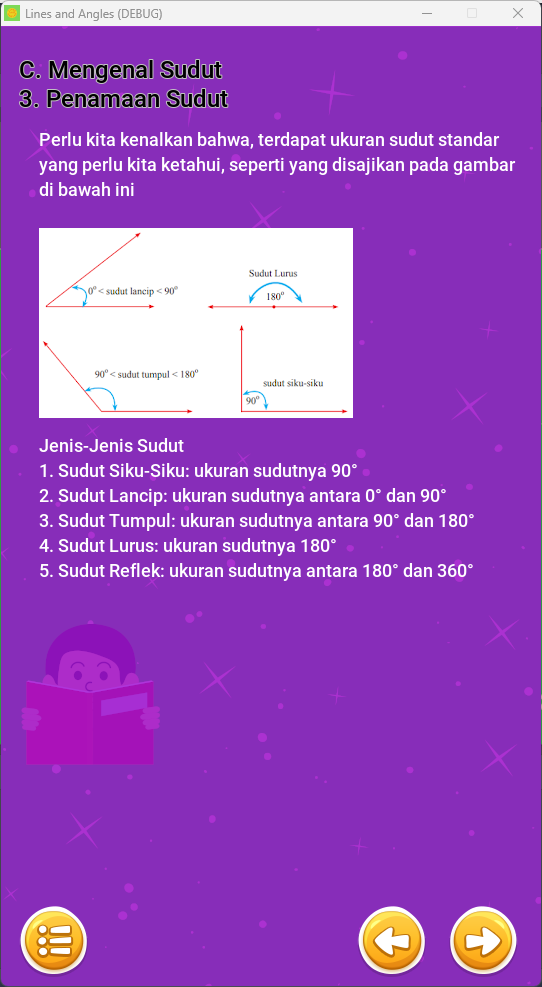 Lines and Angles (DEBUG)
C. Mengenal Sudut
3. Penamaan Sudut
Perlu kita kenalkan bahwa, terdapat ukuran sudut standar
yang perlu kita ketahui, seperti yang disajikan pada gambar
di bawah ini
0° < sudut lancip < 90°
Sudut Lurus
180°
90° < sudut tumpul < 180°
sudut siku-siku
90°
Jenis-Jenis Sudut
1. Sudut Siku-Siku: ukuran sudutnya 90°
2. Sudut Lancip: ukuran sudutnya antara 0° dan 90°
3. Sudut Tumpul: ukuran sudutnya antara 90° dan 180°
4. Sudut Lurus: ukuran sudutnya 180°
5. Sudut Reflek: ukuran sudutnya antara 180° dan 360°